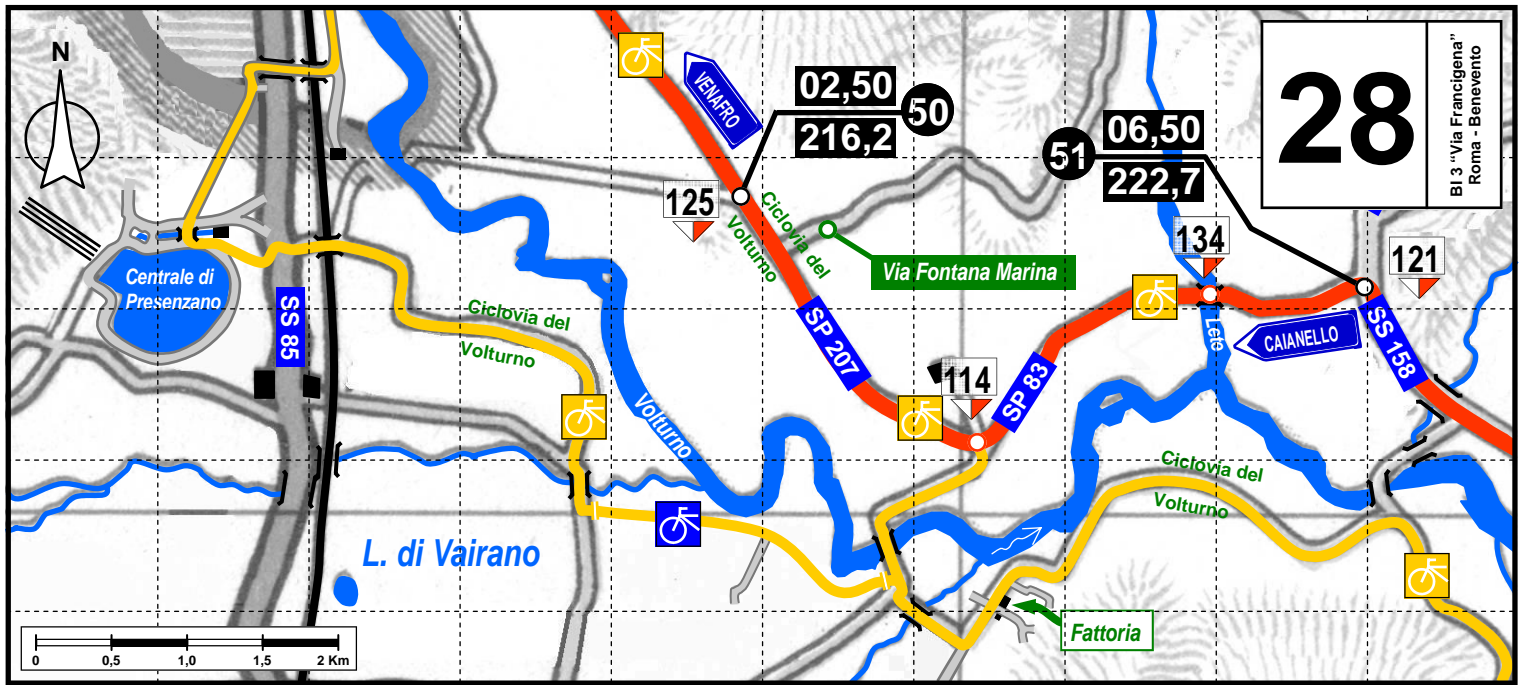 N
VENAFRO
02,50
50
216,2
51
06,50
222,7
28
BI 3 “Via Francigena”
Roma - Benevento
125
Ciclovia del
Volturno
134
121
Centrale di
Presenzano
Via Fontana Marina
SS 85
Ciclovia del
Volturno
SP 207
Leto
CAIANELLO
SS 158
114
SP 83
Volturno
Ciclovia del
Volturno
L. di Vairano
Fattoria
0 0,5 1,0 1,5 2 Km